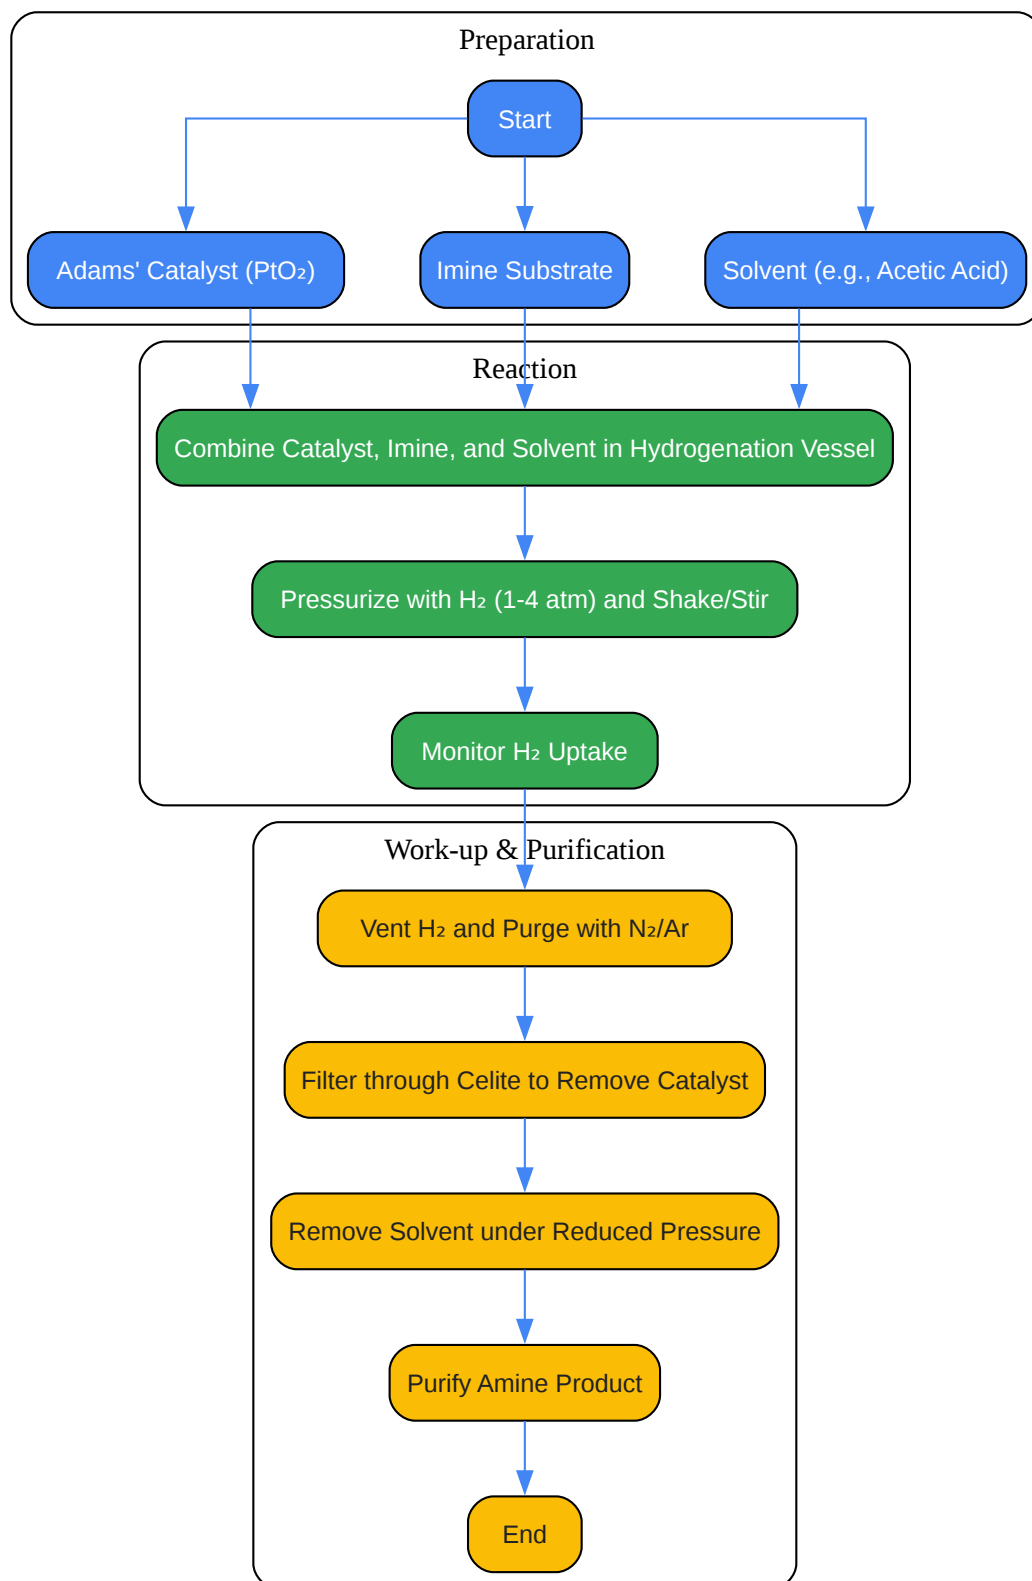 Preparation
Start
Adams' Catalyst (PtO₂)
Imine Substrate
Solvent (e.g., Acetic Acid)
Reaction
Combine Catalyst, Imine, and Solvent in Hydrogenation Vessel
Pressurize with H₂ (1-4 atm) and Shake/Stir
Monitor H₂ Uptake
Work-up & Purification
Vent H₂ and Purge with N₂/Ar
Filter through Celite to Remove Catalyst
Remove Solvent under Reduced Pressure
Purify Amine Product
End